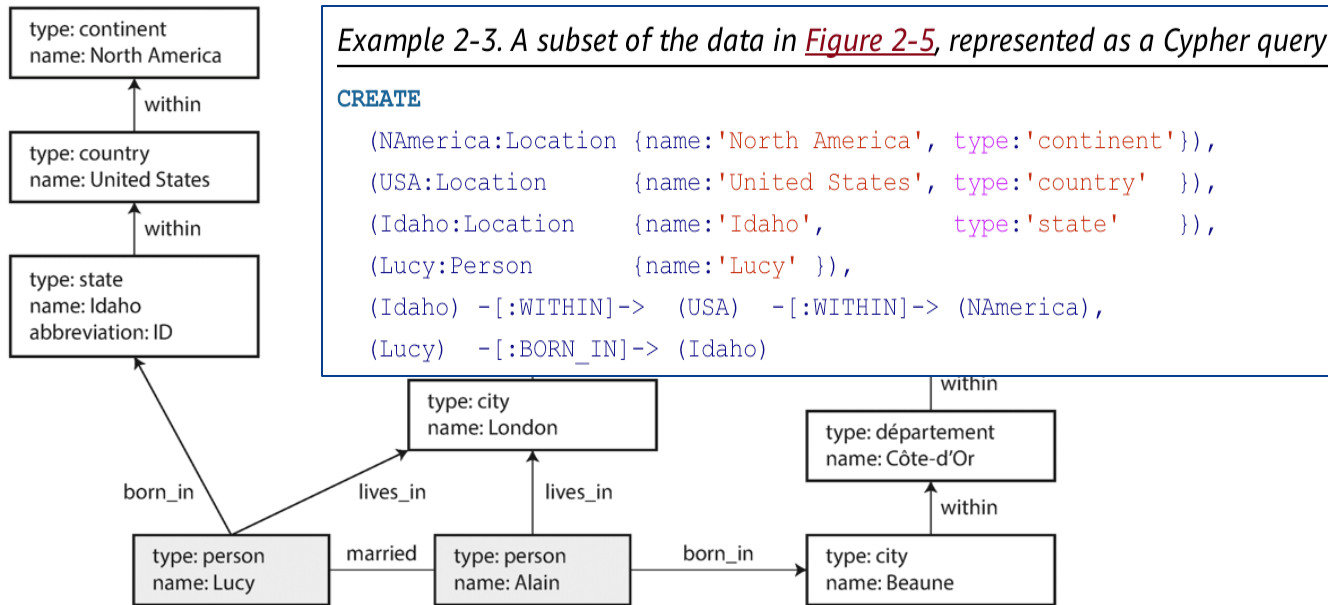 type: continent
name: North America
within
type: country
name: United States
within
type: state
name: Idaho
abbreviation: ID
Example 2-3. A subset of the data in Figure 2-5, represented as a Cypher query
CREATE
(NAmerica:Location {name:'North America', type:'continent'}),
(USA:Location {name:'United States', type:'country' }),
(Idaho:Location {name:'Idaho', type:'state' }),
(Lucy:Person {name:'Lucy' }),
(Idaho) -[:WITHIN]-> (USA) -[:WITHIN]-> (NAmerica),
(Lucy) -[:BORN_IN]-> (Idaho)
within
type: city
name: London
type: département
name: Côte-d’Or
born_in
lives_in
lives_in
within
type: person
name: Lucy
married
type: person
name: Alain
born_in
type: city
name: Beaune